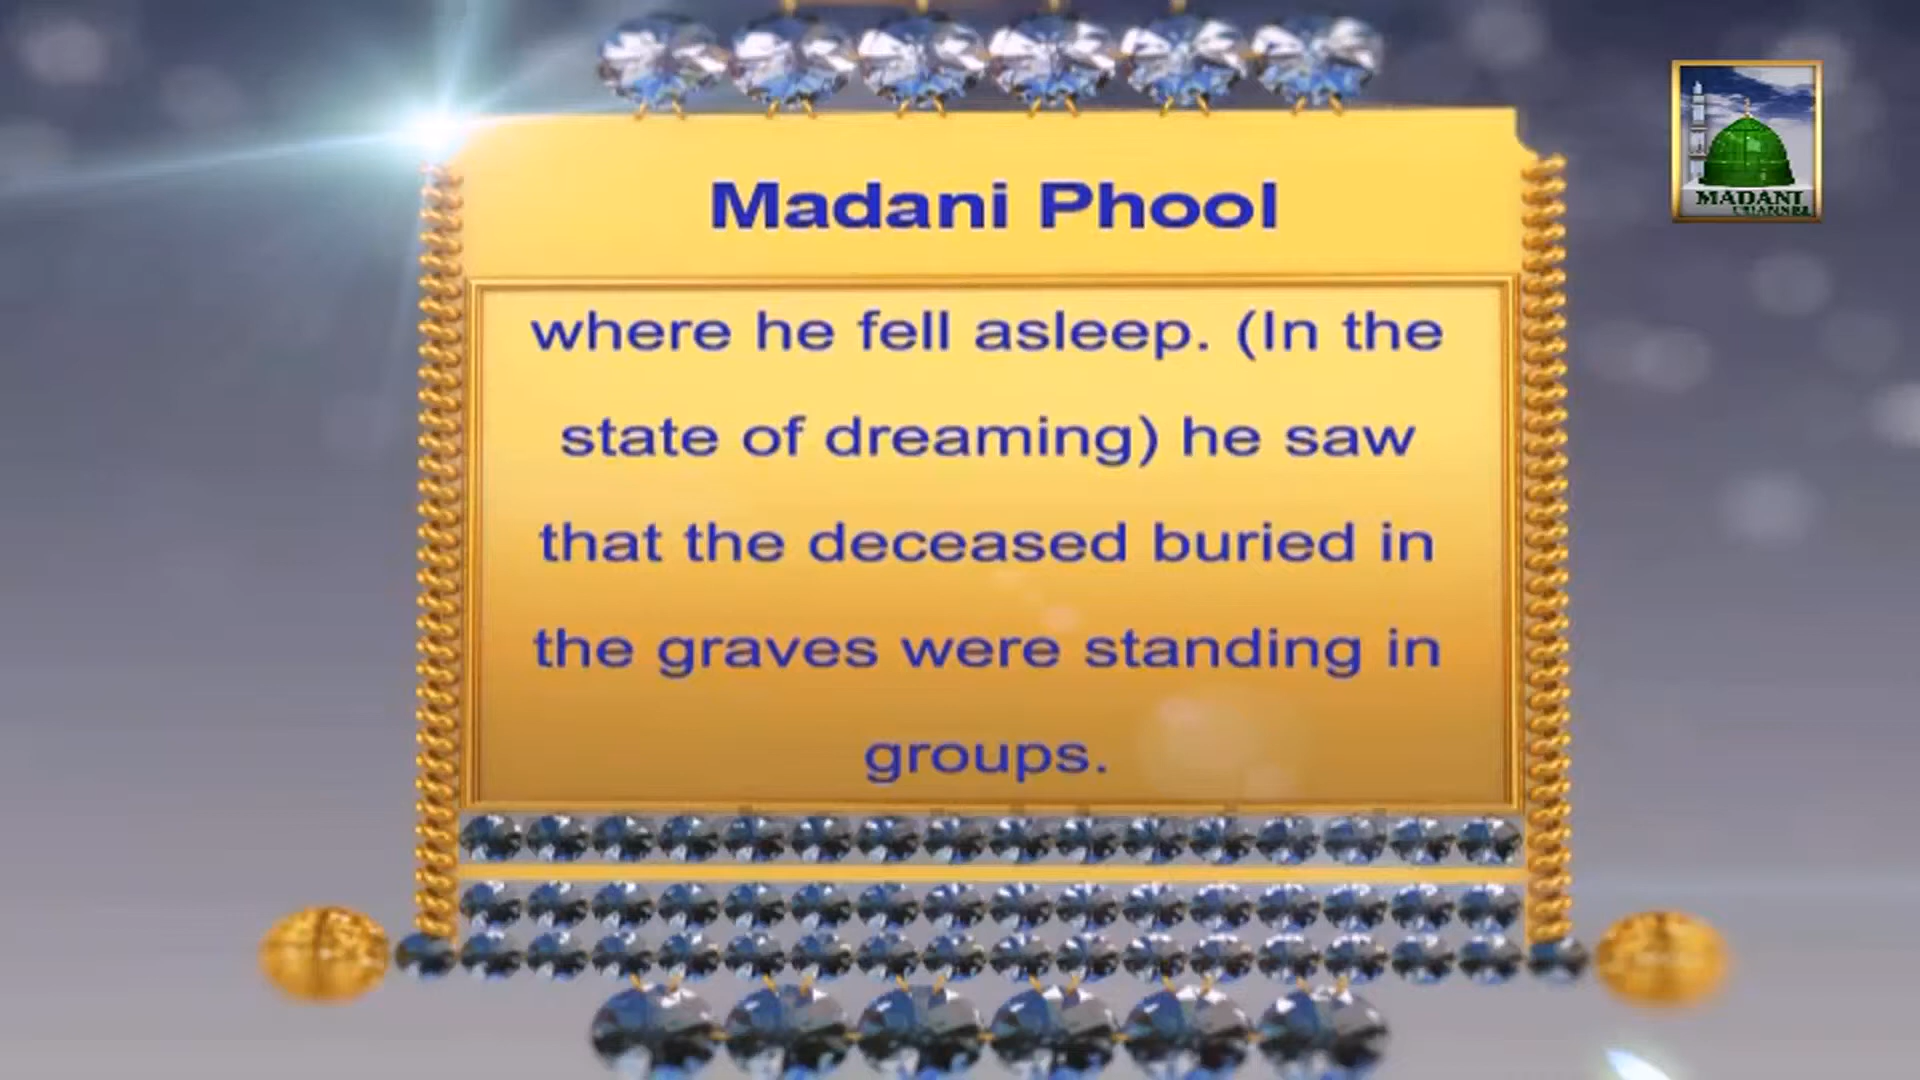 Madani Phool
where he fell asleep. (In the
state of dreaming) he saw
that the deceased buried in
the graves were standing in
groups.
MADANI
CHANNEL